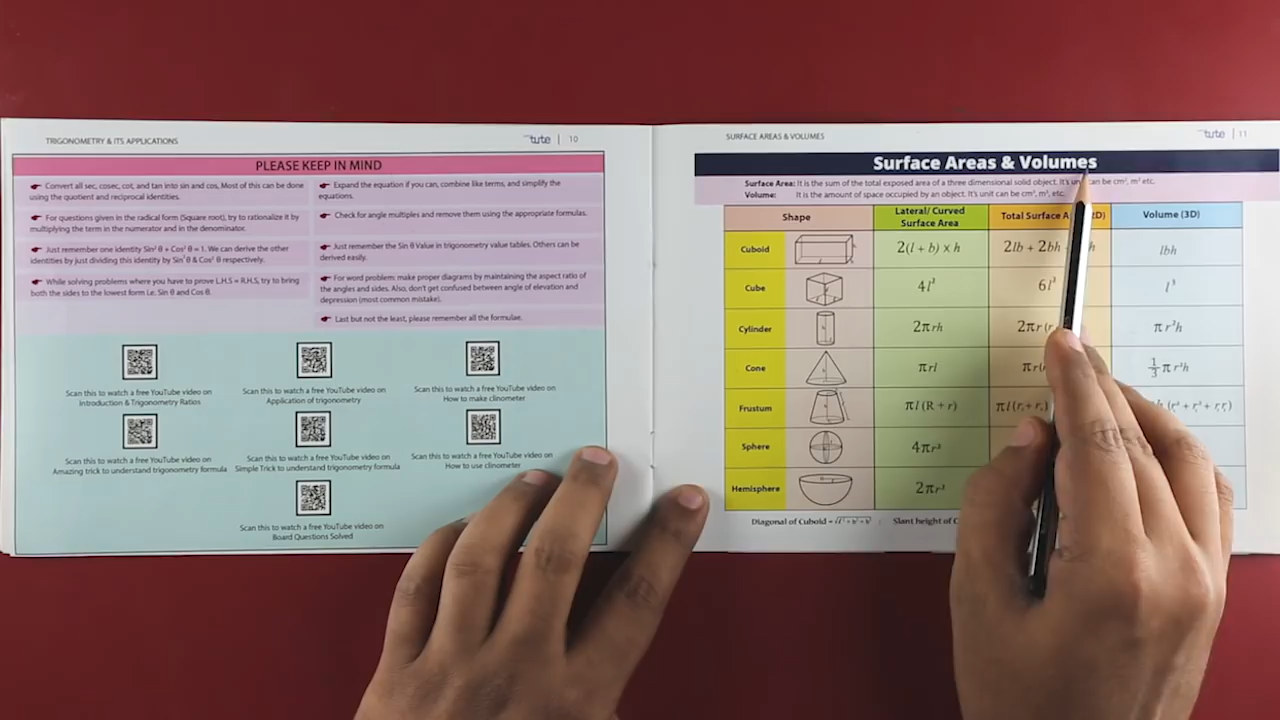 TRIGONOMETRY & ITS APPLICATIONS
tute | 10
PLEASE KEEP IN MIND
Convert all sec, cosec, cot, and tan into sin and cos, Most of this can be done
using the quotient and reciprocal identities.
For questions given in the radical form (Square root), try to rationalize it by
multiplying the term in the numerator and in the denominator.
Just remember one identity Sin² θ + Cos² θ = 1. We can derive the other
identities by just dividing this identity by Sin² θ & Cos² θ respectively.
While solving problems where you have to prove L.H.S = R.H.S, try to bring
both the sides to the lowest form i.e. Sin θ and Cos θ.
Expand the equation if you can, combine like terms, and simplify the
equations.
Check for angle multiples and remove them using the appropriate formulas.
Just remember the Sin θ Value in trigonometry value tables. Others can be
derived easily.
For word problem: make proper diagrams by maintaining the aspect ratio of
the angles and sides. Also, don't get confused between angle of elevation and
depression (most common mistake).
Last but not the least, please remember all the formulae.
Scan this to watch a free YouTube video on
Introduction & Trigonometry Ratios
Scan this to watch a free YouTube video on
Application of trigonometry
Scan this to watch a free YouTube video on
How to make clinometer
Scan this to watch a free YouTube video on
Amazing trick to understand trigonometry formula
Scan this to watch a free YouTube video on
Simple Trick to understand trigonometry formula
Scan this to watch a free YouTube video on
How to use clinometer
Scan this to watch a free YouTube video on
Board Questions Solved
SURFACE AREAS & VOLUMES
tute | 11
Surface Areas & Volumes
Surface Area: It is the sum of the total exposed area of a three dimensional solid object. It's can be cm², m² etc.
Volume: It is the amount of space occupied by an object. It's unit can be cm³, m³, etc.
Shape Lateral/ Curved Surface Area Total Surface Volume (3D)
Cuboid 2(l + b) × h 2lb + 2bh h lbh
Cube 4l² 6l² l³
Cylinder 2πrh 2πr πr²h
Cone πrl πr 1/3 πr²h
Frustum πl (R + r) πl (r₁ + r₂)
Sphere 4πr²
Hemisphere 2πr²
Diagonal of Cuboid = √l² + b² + h² ; Slant height of